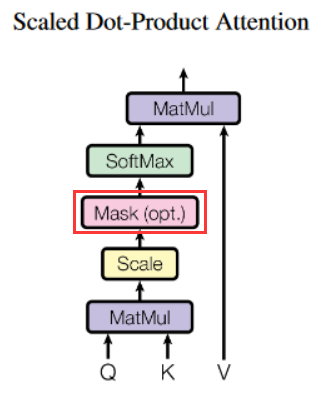 Scaled Dot-Product Attention
MatMul
SoftMax
Mask (opt.)
Scale
MatMul
Q K V